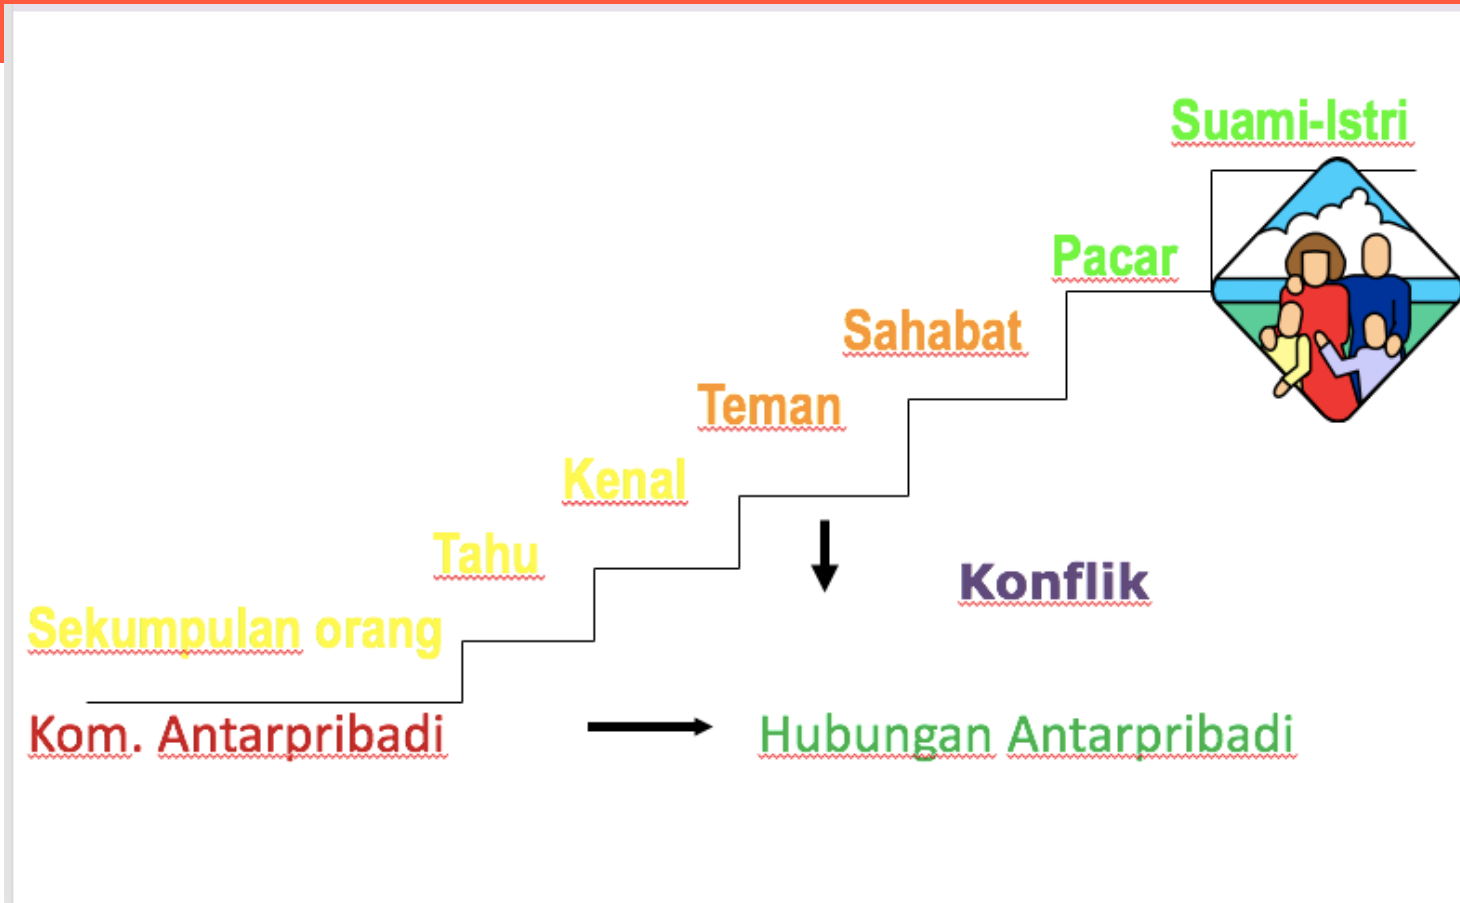 Suami-Istri
Pacar
Sahabat
Teman
Kenal
Tahu
Konflik
Sekumpulan orang
Kom. Antarpribadi
Hubungan Antarpribadi